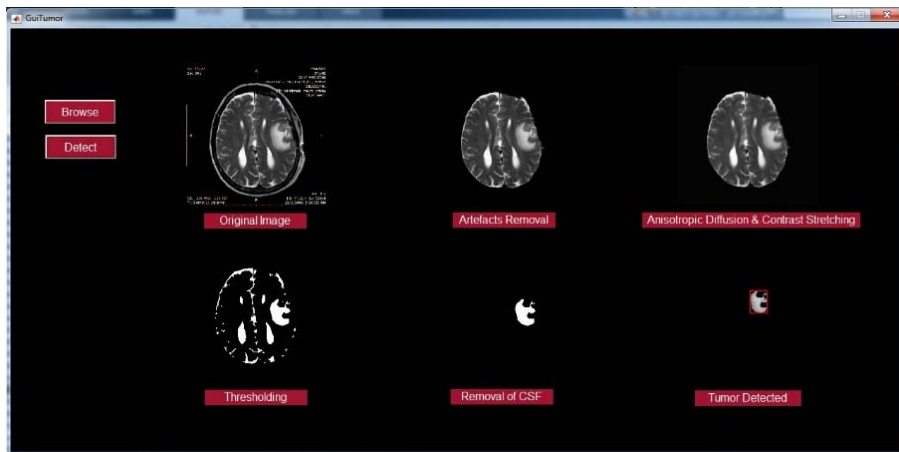 GuiTumor
Browse
Detect
Original Image
Artefacts Removal
Anisotropic Diffusion & Contrast Stretching
Thresholding
Removal of CSF
Tumor Detected